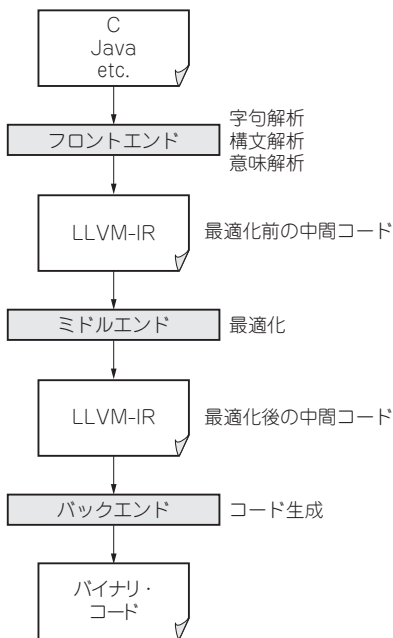 C
Java
etc.
字句解析
フロントエンド
構文解析
意味解析
LLVM-IR
最適化前の中間コード
ミドルエンド
最適化
LLVM-IR
最適化後の中間コード
バックエンド
コード生成
バイナリ・
コード